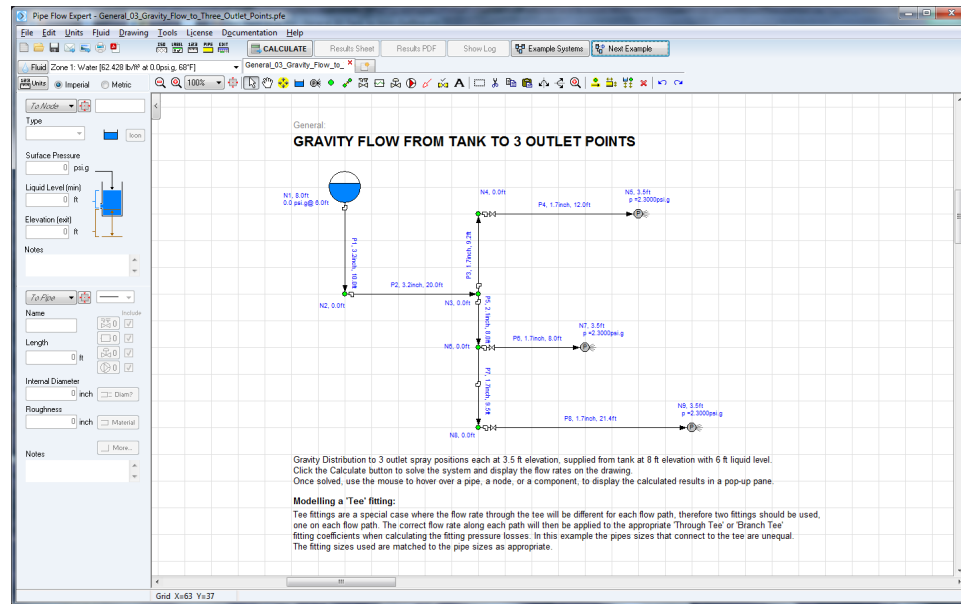 Pipe Flow Expert - General_03_Gravity_Flow_to_Three_Outlet_Points.pfe
File Edit Units Fluid Drawing Tools License Documentation Help
CALCULATE Results Sheet Results PDF Show Log Example Systems Next Example
Fluid Zone 1: Water [62.428 lb/ft³ at 0.0psi.g, 68°F] General_03_Gravity_Flow_to_
Units Imperial Metric 100% A
To Node
Type
Icon
Surface Pressure
0 psi.g
Liquid Level (min)
0 ft
Elevation (exit)
0 ft
Notes
To Pipe
Name Include
0
Length 0
0 ft 0
0
Internal Diameter
0 inch Diam?
Roughness
0 inch Material
More...
Notes
General:
GRAVITY FLOW FROM TANK TO 3 OUTLET POINTS
N1, 8.0ft
0.0 psi.g@ 6.0ft
P1, 3.2inch, 10.8ft
N2, 0.0ft
P2, 3.2inch, 20.0ft
N3, 0.0ft
P3, 1.7inch, 9.2ft
N4, 0.0ft
P4, 1.7inch, 12.0ft
N5, 3.5ft
p =2.3000psi.g
P
P5, 2.1inch, 8.0ft
N6, 0.0ft
P6, 1.7inch, 8.0ft
N7, 3.5ft
p =2.3000psi.g
P
P7, 1.7inch, 9.5ft
N8, 0.0ft
P8, 1.7inch, 21.4ft
N9, 3.5ft
p =2.3000psi.g
P
Gravity Distribution to 3 outlet spray positions each at 3.5 ft elevation, supplied from tank at 8 ft elevation with 6 ft liquid level.
Click the Calculate button to solve the system and display the flow rates on the drawing.
Once solved, use the mouse to hover over a pipe, a node, or a component, to display the calculated results in a pop-up pane.
Modelling a 'Tee' fitting:
Tee fittings are a special case where the flow rate through the tee will be different for each flow path, therefore two fittings should be used,
one on each flow path. The correct flow rate along each path will then be applied to the appropriate 'Through Tee' or 'Branch Tee'
fitting coefficients when calculating the fitting pressure losses. In this example the pipes sizes that connect to the tee are unequal.
The fitting sizes used are matched to the pipe sizes as appropriate.
Grid X=63 Y=37